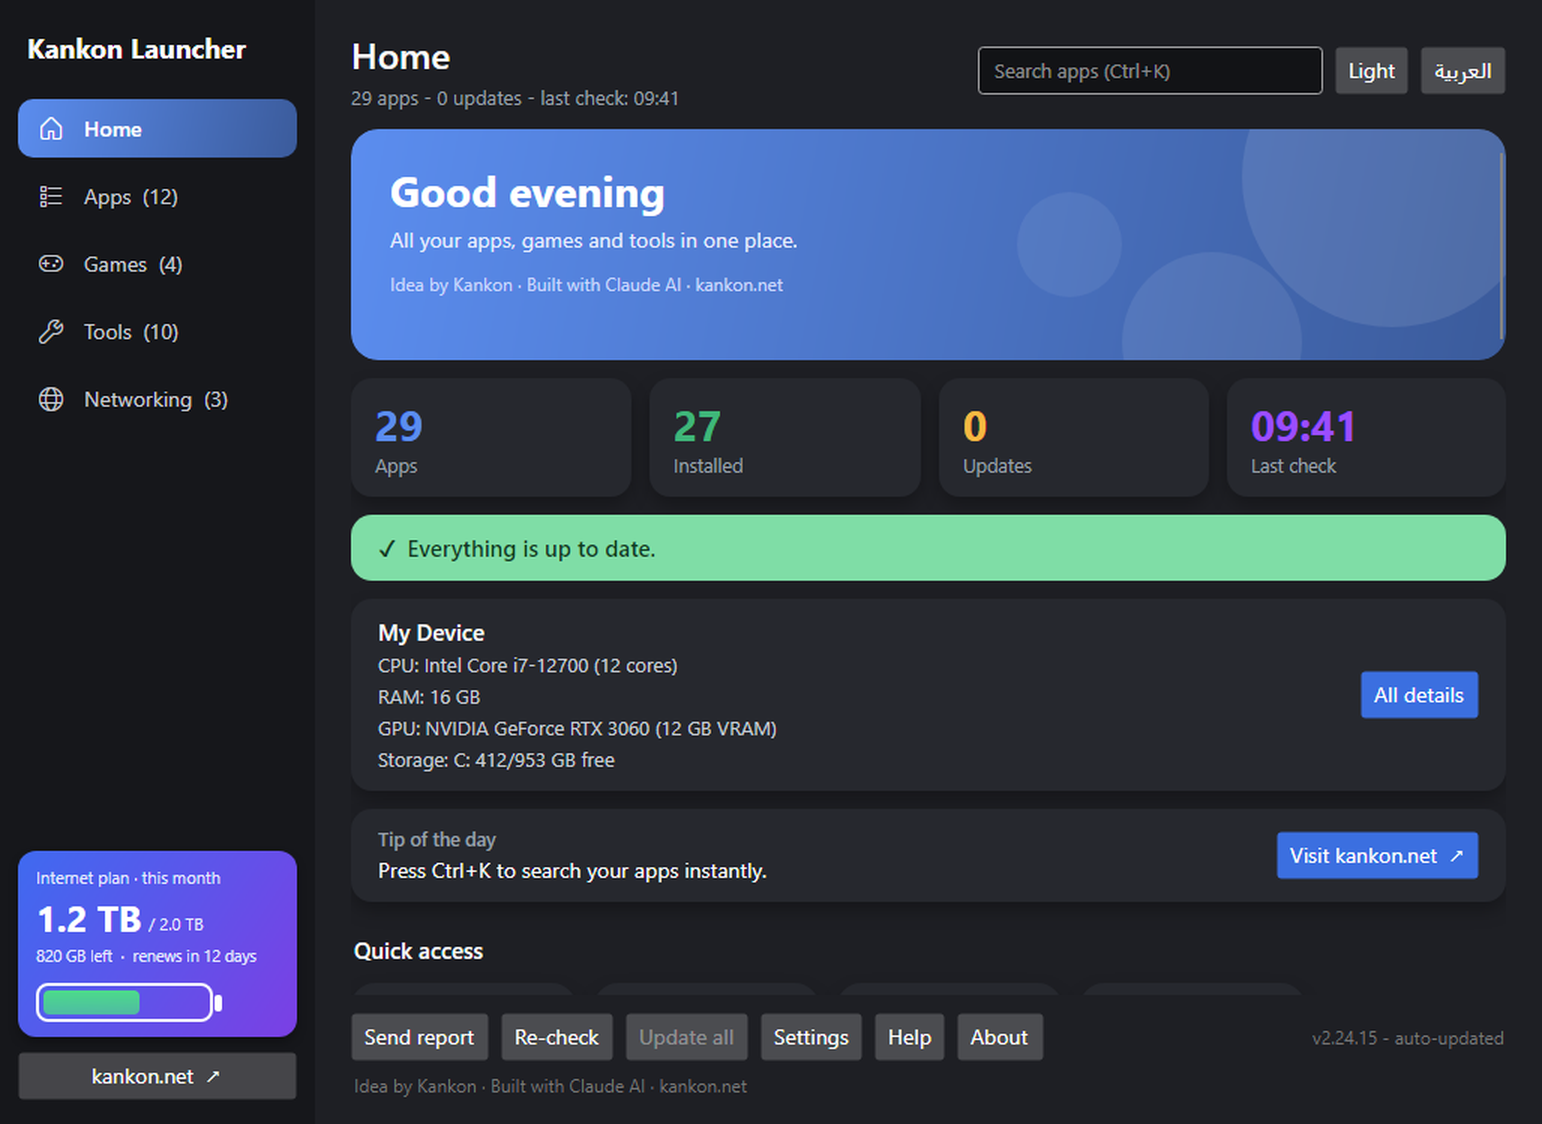 Kankon Launcher
Home
Apps (12)
Games (4)
Tools (10)
Networking (3)
Internet plan · this month
1.2 TB / 2.0 TB
820 GB left · renews in 12 days
kankon.net ↗
Home
29 apps - 0 updates - last check: 09:41
Search apps (Ctrl+K)
Light
العربية
Good evening
All your apps, games and tools in one place.
Idea by Kankon · Built with Claude AI · kankon.net
29
Apps
27
Installed
0
Updates
09:41
Last check
✓ Everything is up to date.
My Device
CPU: Intel Core i7-12700 (12 cores)
RAM: 16 GB
GPU: NVIDIA GeForce RTX 3060 (12 GB VRAM)
Storage: C: 412/953 GB free
All details
Tip of the day
Press Ctrl+K to search your apps instantly.
Visit kankon.net ↗
Quick access
Send report
Re-check
Update all
Settings
Help
About
v2.24.15 - auto-updated
Idea by Kankon · Built with Claude AI · kankon.net